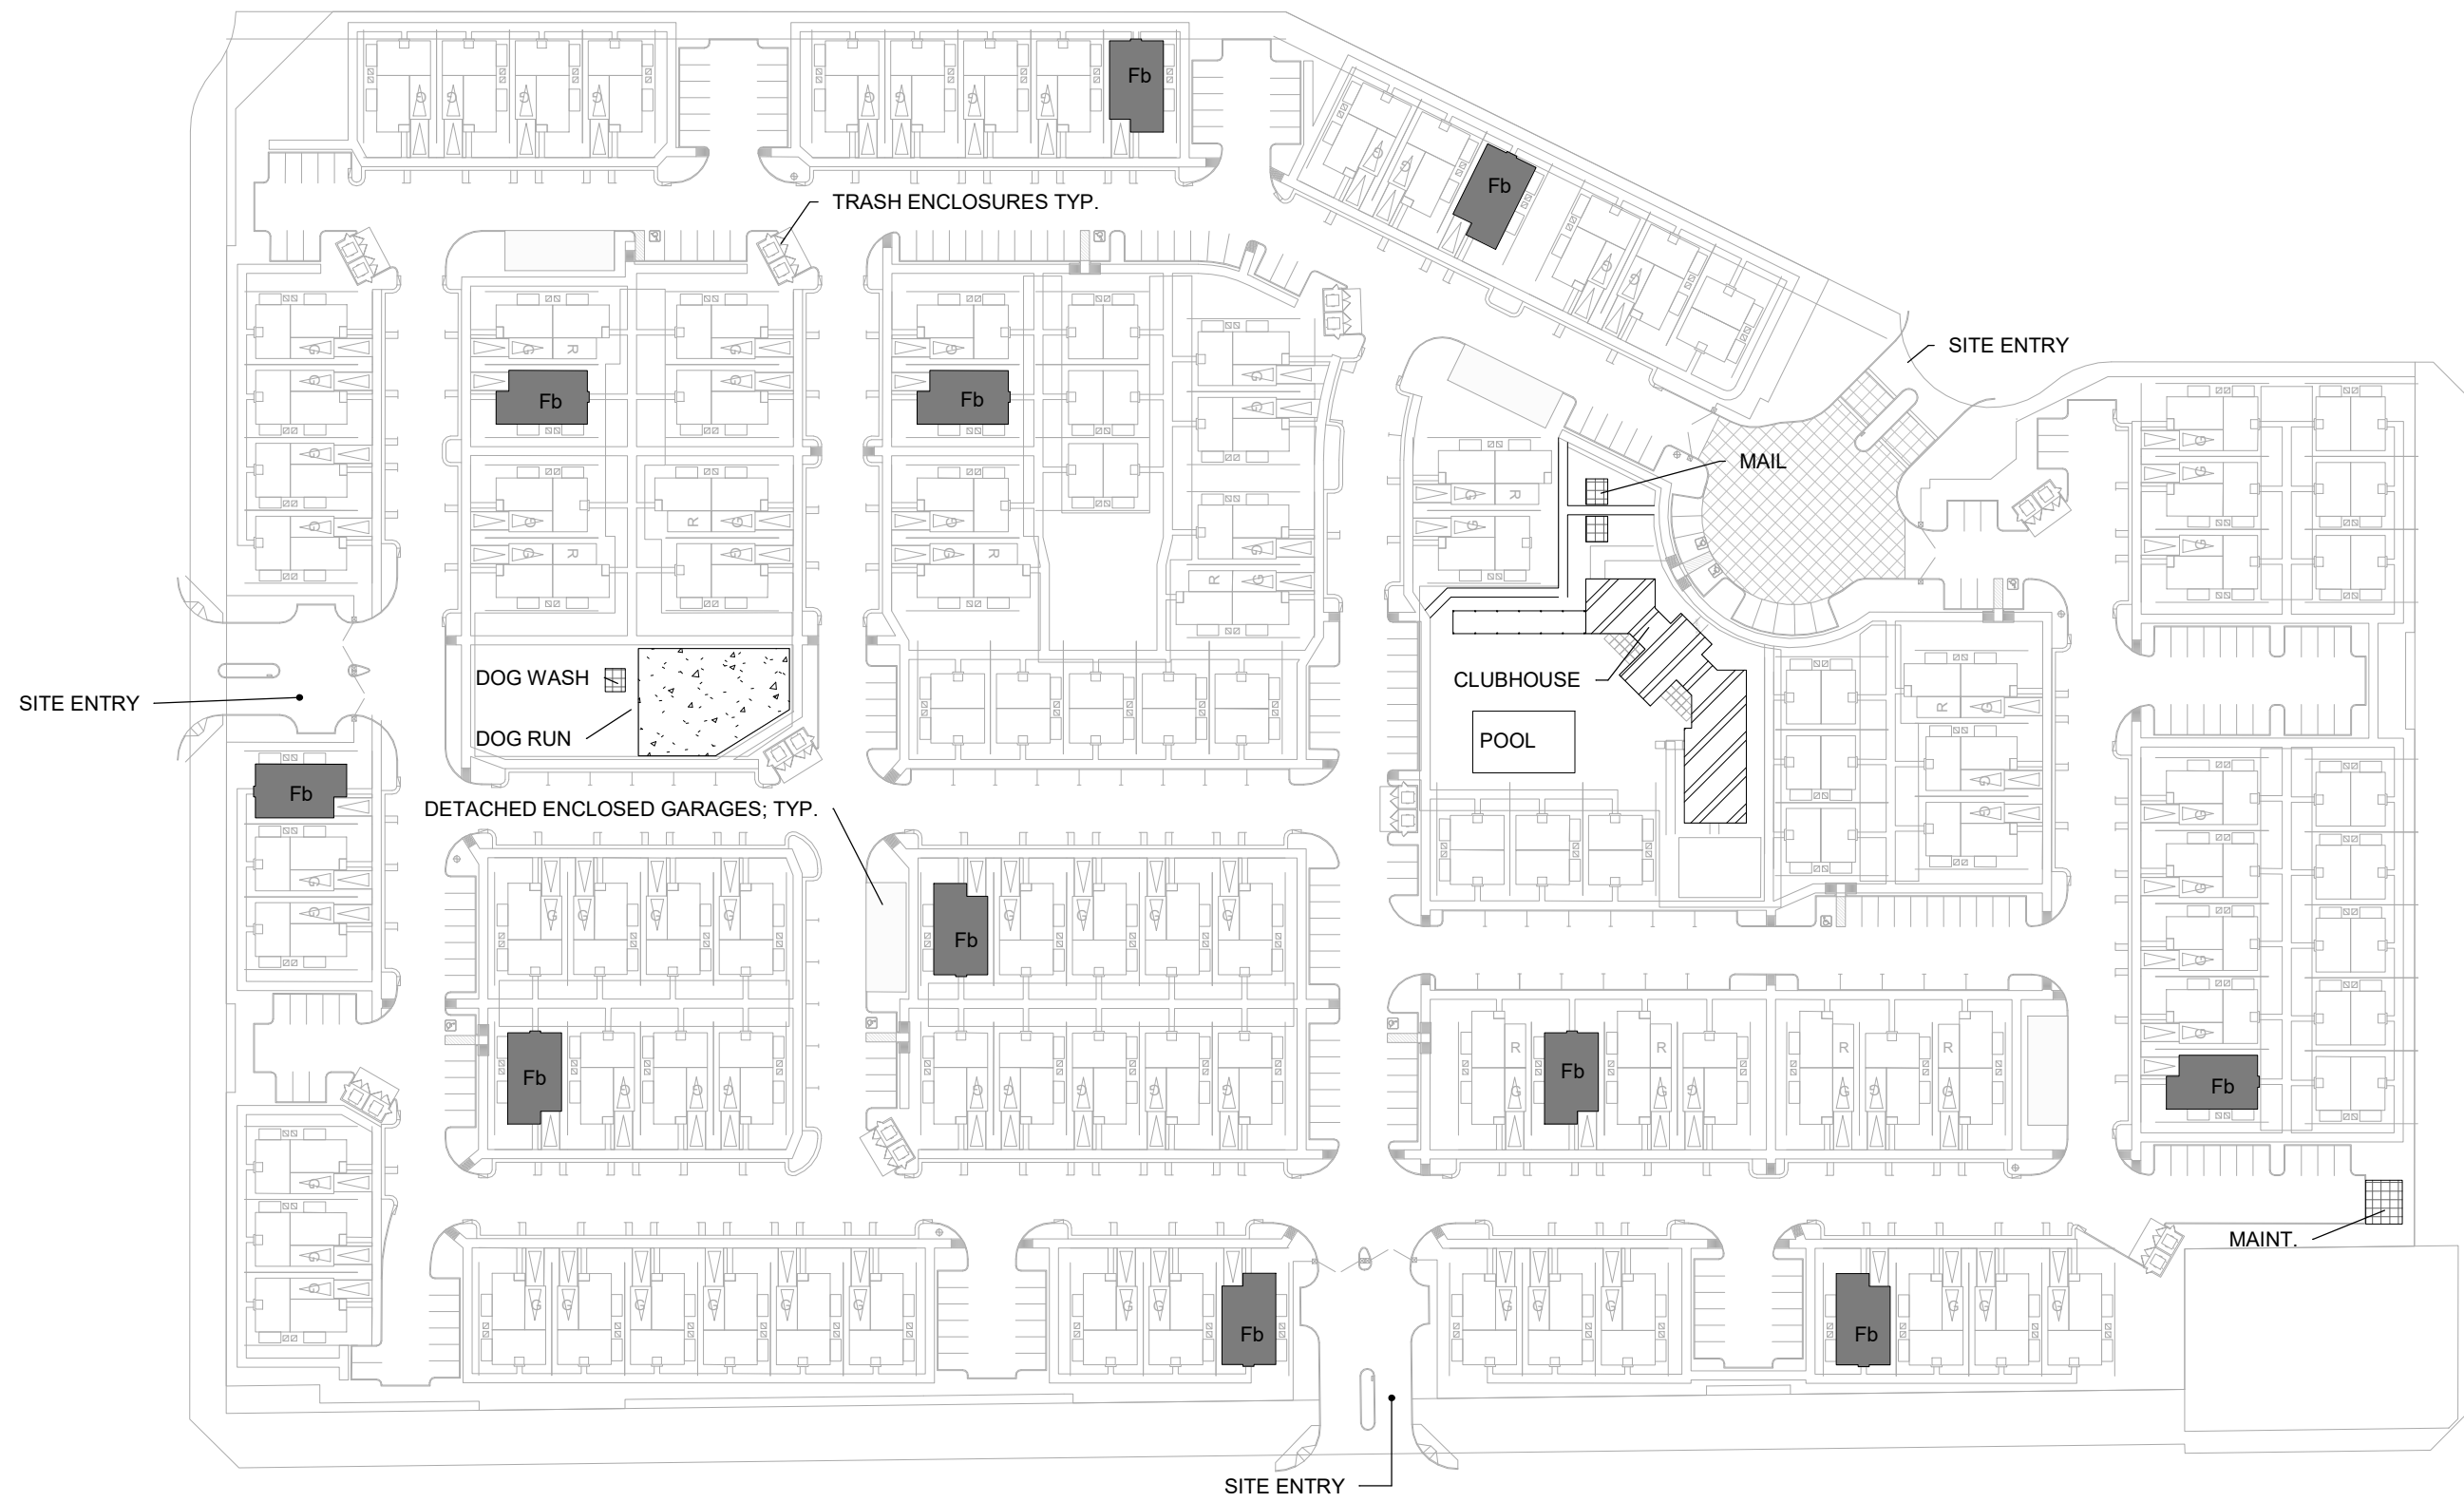 Fb
Fb
TRASH ENCLOSURES TYP.
SITE ENTRY
Fb
Fb
MAIL
DOG WASH
CLUBHOUSE
SITE ENTRY
DOG RUN
POOL
Fb
DETACHED ENCLOSED GARAGES; TYP.
Fb
Fb
Fb
Fb
MAINT.
Fb
Fb
SITE ENTRY